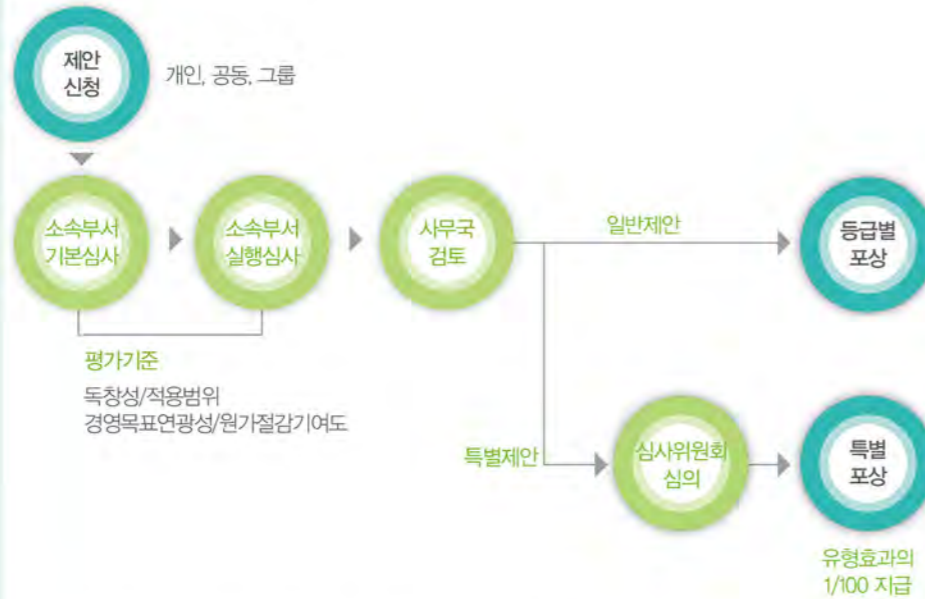 제안
신청
개인, 공동, 그룹
소속부서
기본심사
소속부서
실행심사
사무국
검토
일반제안
등급별
포상
평가기준
독창성/적용범위
경영목표연광성/원가절감기여도
특별제안
심사위원회
심의
특별
포상
유형효과의
1/100 지급